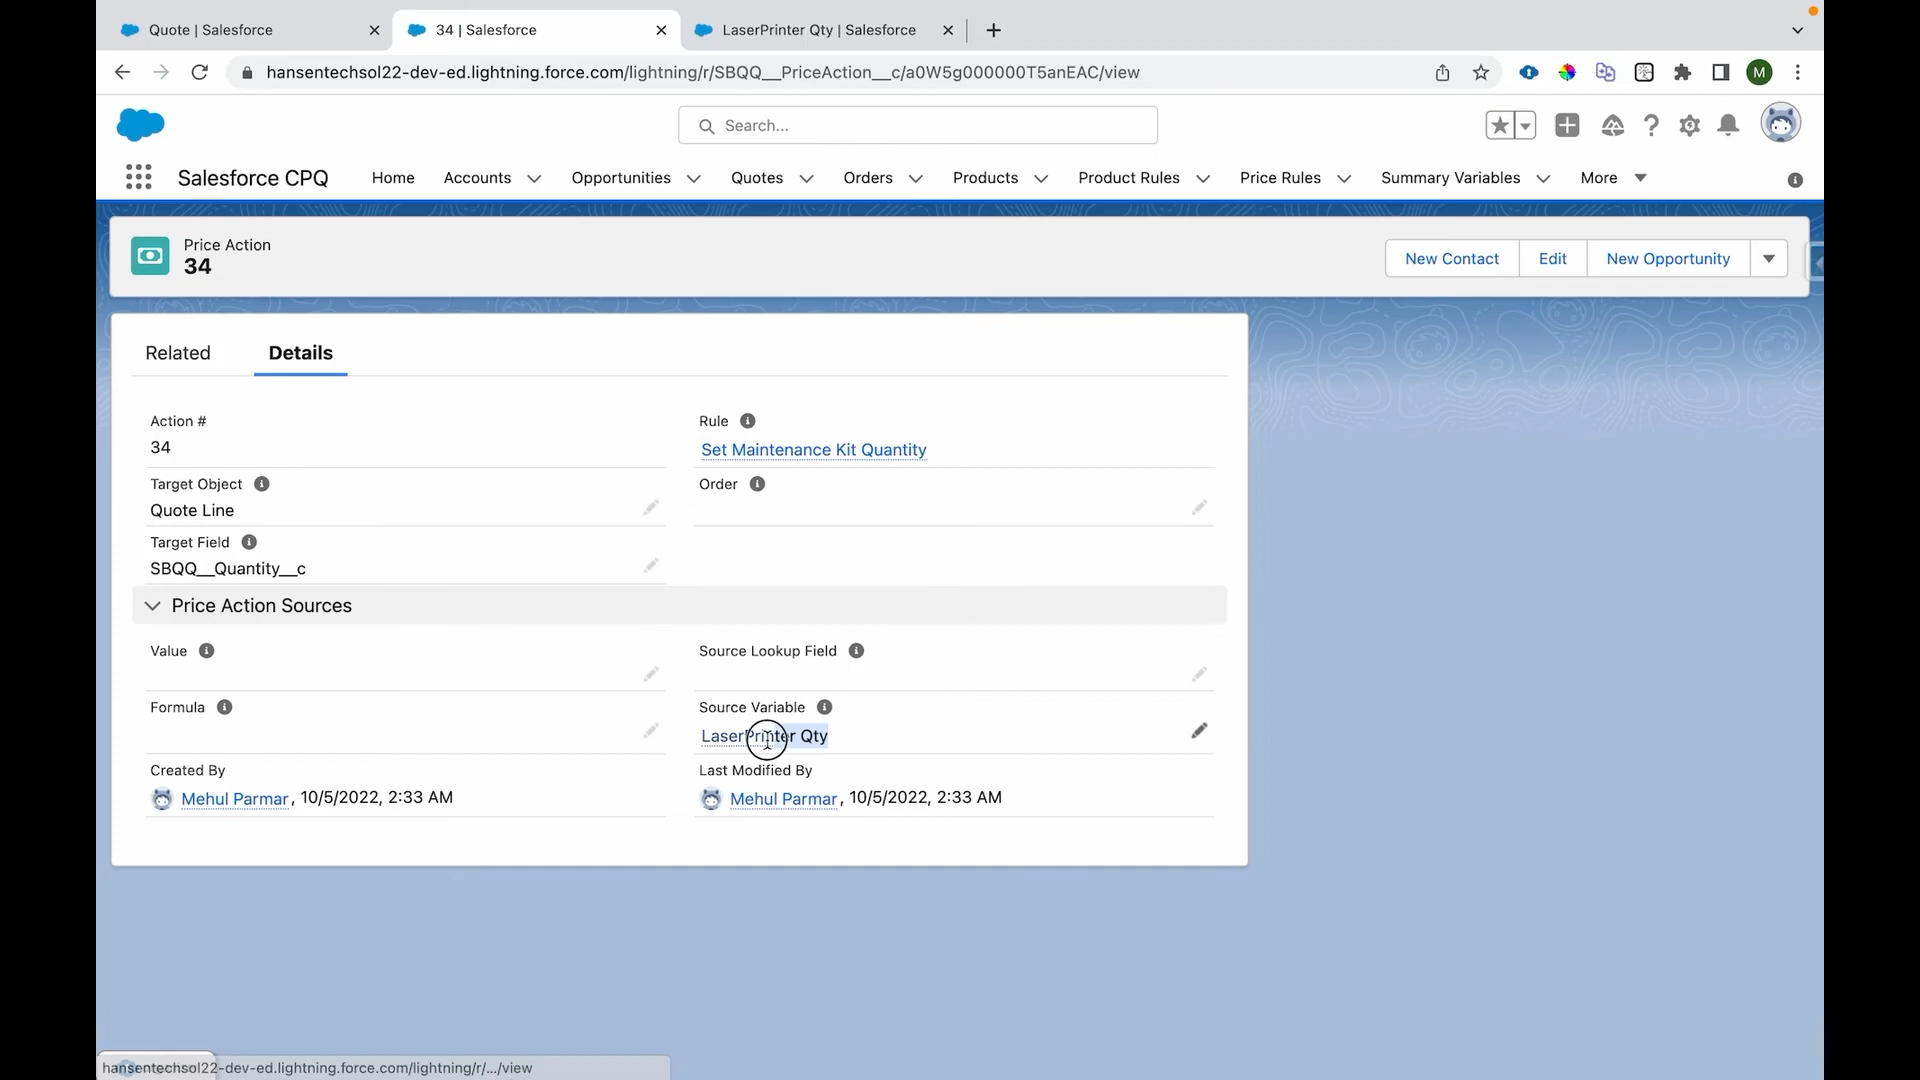 Quote | Salesforce
34 | Salesforce
LaserPrinter Qty | Salesforce
hansentechsol22-dev-ed.lightning.force.com/lightning/r/SBQQ__PriceAction__c/a0W5g000000T5anEAC/view
M
Search...
Salesforce CPQ
Home
Accounts
Opportunities
Quotes
Orders
Products
Product Rules
Price Rules
Summary Variables
More
Price Action
34
New Contact
Edit
New Opportunity
Related
Details
Action #
34
Rule
Set Maintenance Kit Quantity
Target Object
Quote Line
Order
Target Field
SBQQ__Quantity__c
Price Action Sources
Value
Source Lookup Field
Formula
Source Variable
LaserPrinter Qty
Created By
Mehul Parmar, 10/5/2022, 2:33 AM
Last Modified By
Mehul Parmar, 10/5/2022, 2:33 AM
hansentechsol22-dev-ed.lightning.force.com/lightning/r/.../view